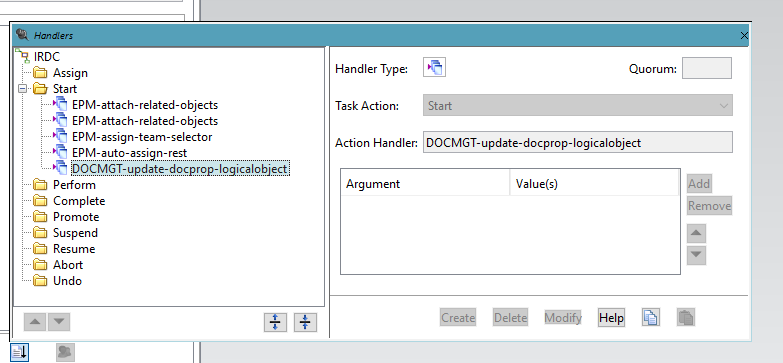 Handlers
IRDC
Assign
Start
EPM-attach-related-objects
EPM-attach-related-objects
EPM-assign-team-selector
EPM-auto-assign-rest
DOCMGT-update-docprop-logicalobject
Perform
Complete
Promote
Suspend
Resume
Abort
Undo
Handler Type:
Quorum:
Task Action: Start
Action Handler: DOCMGT-update-docprop-logicalobject
Argument Value(s)
Add
Remove
Create Delete Modify Help